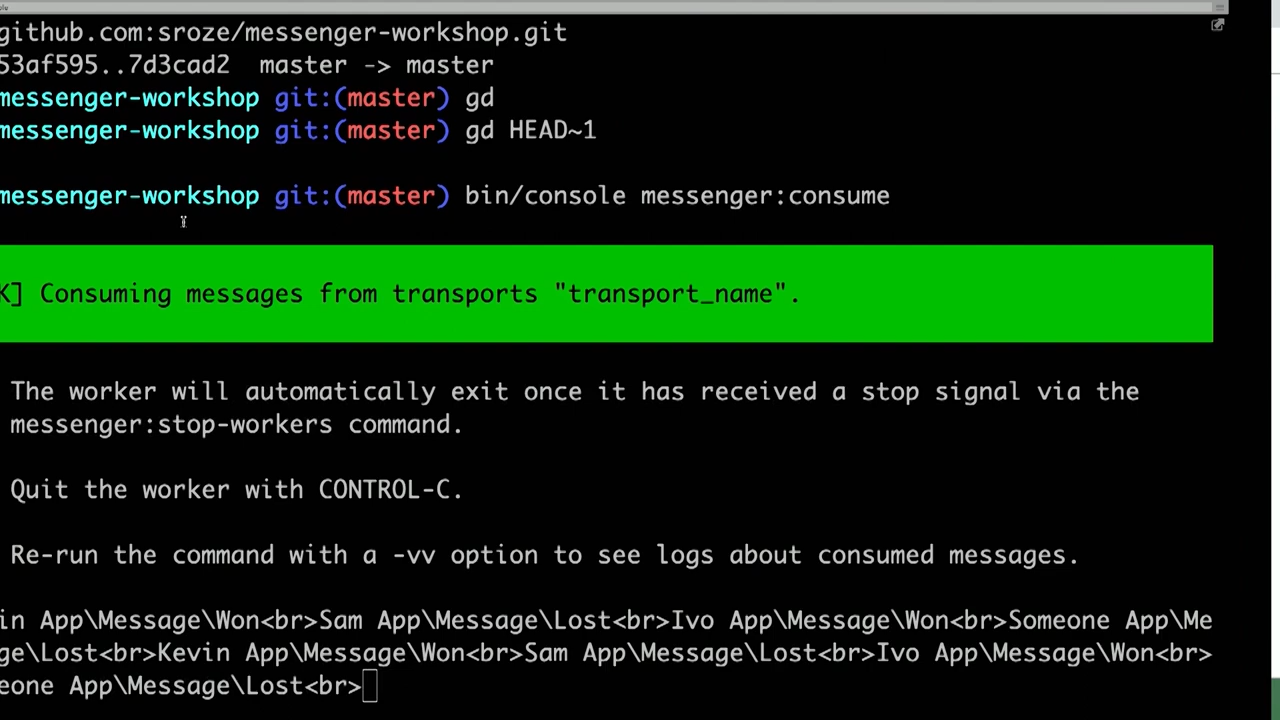 github.com:sroze/messenger-workshop.git
53af595..7d3cad2  master -> master
messenger-workshop git:(master) gd
messenger-workshop git:(master) gd HEAD~1
messenger-workshop git:(master) bin/console messenger:consume
K] Consuming messages from transports "transport_name".
The worker will automatically exit once it has received a stop signal via the
messenger:stop-workers command.
Quit the worker with CONTROL-C.
Re-run the command with a -vv option to see logs about consumed messages.
in App\Message\Won<br>Sam App\Message\Lost<br>Ivo App\Message\Won<br>Someone App\Me
ge\Lost<br>Kevin App\Message\Won<br>Sam App\Message\Lost<br>Ivo App\Message\Won<br>
eone App\Message\Lost<br>